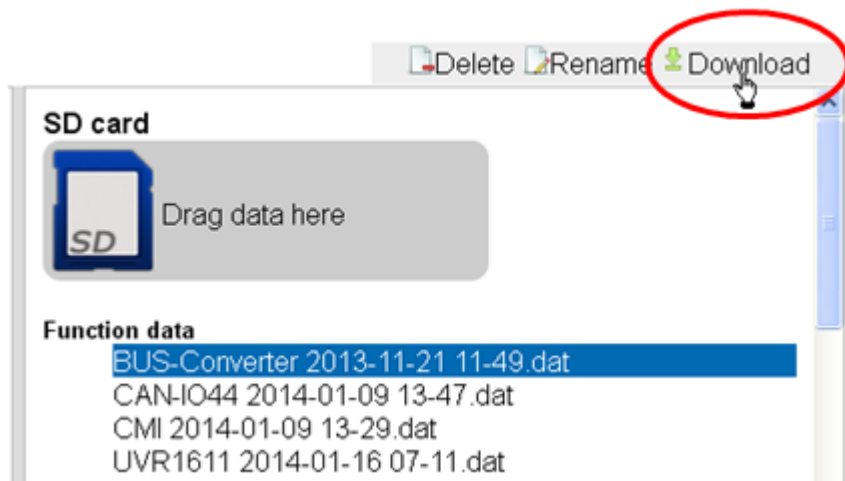 Delete Rename Download
SD card
SD
Drag data here
Function data
BUS-Converter 2013-11-21 11-49.dat
CAN-IO44 2014-01-09 13-47.dat
CMI 2014-01-09 13-29.dat
UVR1611 2014-01-16 07-11.dat